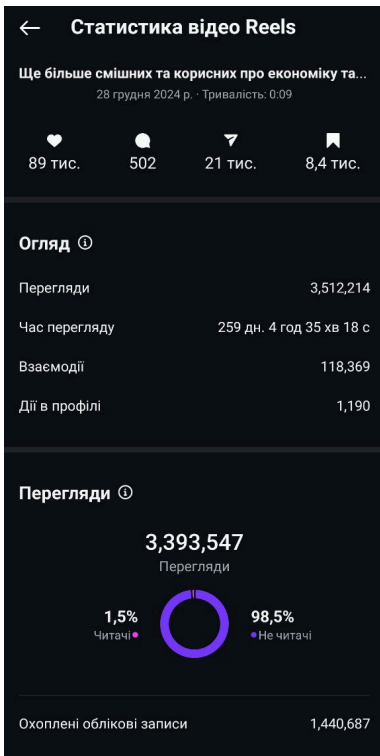 Статистика відео Reels
Ще більше смішних та корисних про економіку та...
28 грудня 2024 р. · Тривалість: 0:09
89 тис. 502 21 тис. 8,4 тис.
Огляд
Перегляди 3,512,214
Час перегляду 259 дн. 4 год 35 хв 18 с
Взаємодії 118,369
Дії в профілі 1,190
Перегляди
3,393,547
Перегляди
1,5% 98,5%
Читачі Не читачі
Охоплені облікові записи 1,440,687